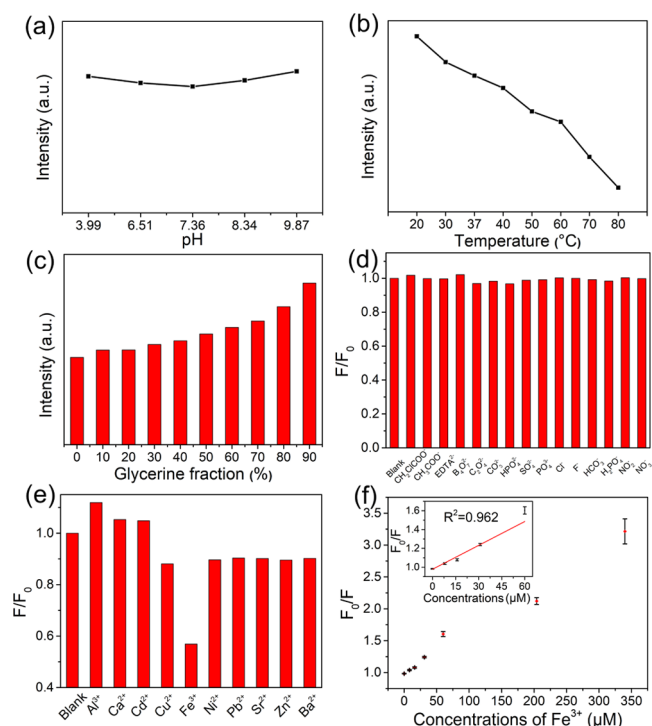 (a)
Intensity (a.u.)
3.99 6.51 7.36 8.34 9.87
pH
(b)
Intensity (a.u.)
20 30 37 40 50 60 70 80
Temperature (°C)
(c)
Intensity (a.u.)
0 10 20 30 40 50 60 70 80 90
Glycerine fraction (%)
(d)
F/F₀
1.0
0.8
0.6
0.4
0.2
0.0
Blank
CH₂ClCOO⁻
CH₃COO⁻
EDTA²⁻
B₄O₇²⁻
C₂O₄²⁻
CO₃²⁻
HPO₄²⁻
SO₄²⁻
PO₄³⁻
Cl⁻
F⁻
HCO₃⁻
H₂PO₄⁻
NO₂⁻
NO₃⁻
(e)
F/F₀
1.0
0.8
0.6
0.4
Blank
Al³⁺
Ca²⁺
Cd²⁺
Cu²⁺
Fe³⁺
Ni²⁺
Pb²⁺
Sr²⁺
Zn²⁺
Ba²⁺
(f)
F₀/F
3.5
3.0
2.5
2.0
1.5
1.0
0 50 100 150 200 250 300 350
Concentrations of Fe³⁺ (μM)
R²=0.962
F₀/F
1.6
1.4
1.2
1.0
0 15 30 45 60
Concentrations (μM)